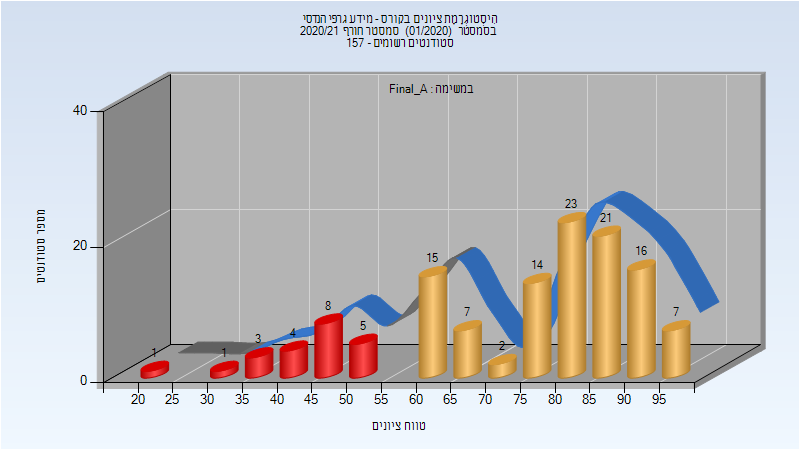 היסטוגרמת ציונים בקורס - מידע גרפי תנדסי
בסמסטר (01/2020) סמסטר חורף 2020/21
סטודנטים רשומים - 157
במשימה : Final_A
מספר סטודנטים
40
20
0
1
1
3
4
8
5
15
7
2
14
23
21
16
7
20 25 30 35 40 45 50 55 60 65 70 75 80 85 90 95
טווח ציונים